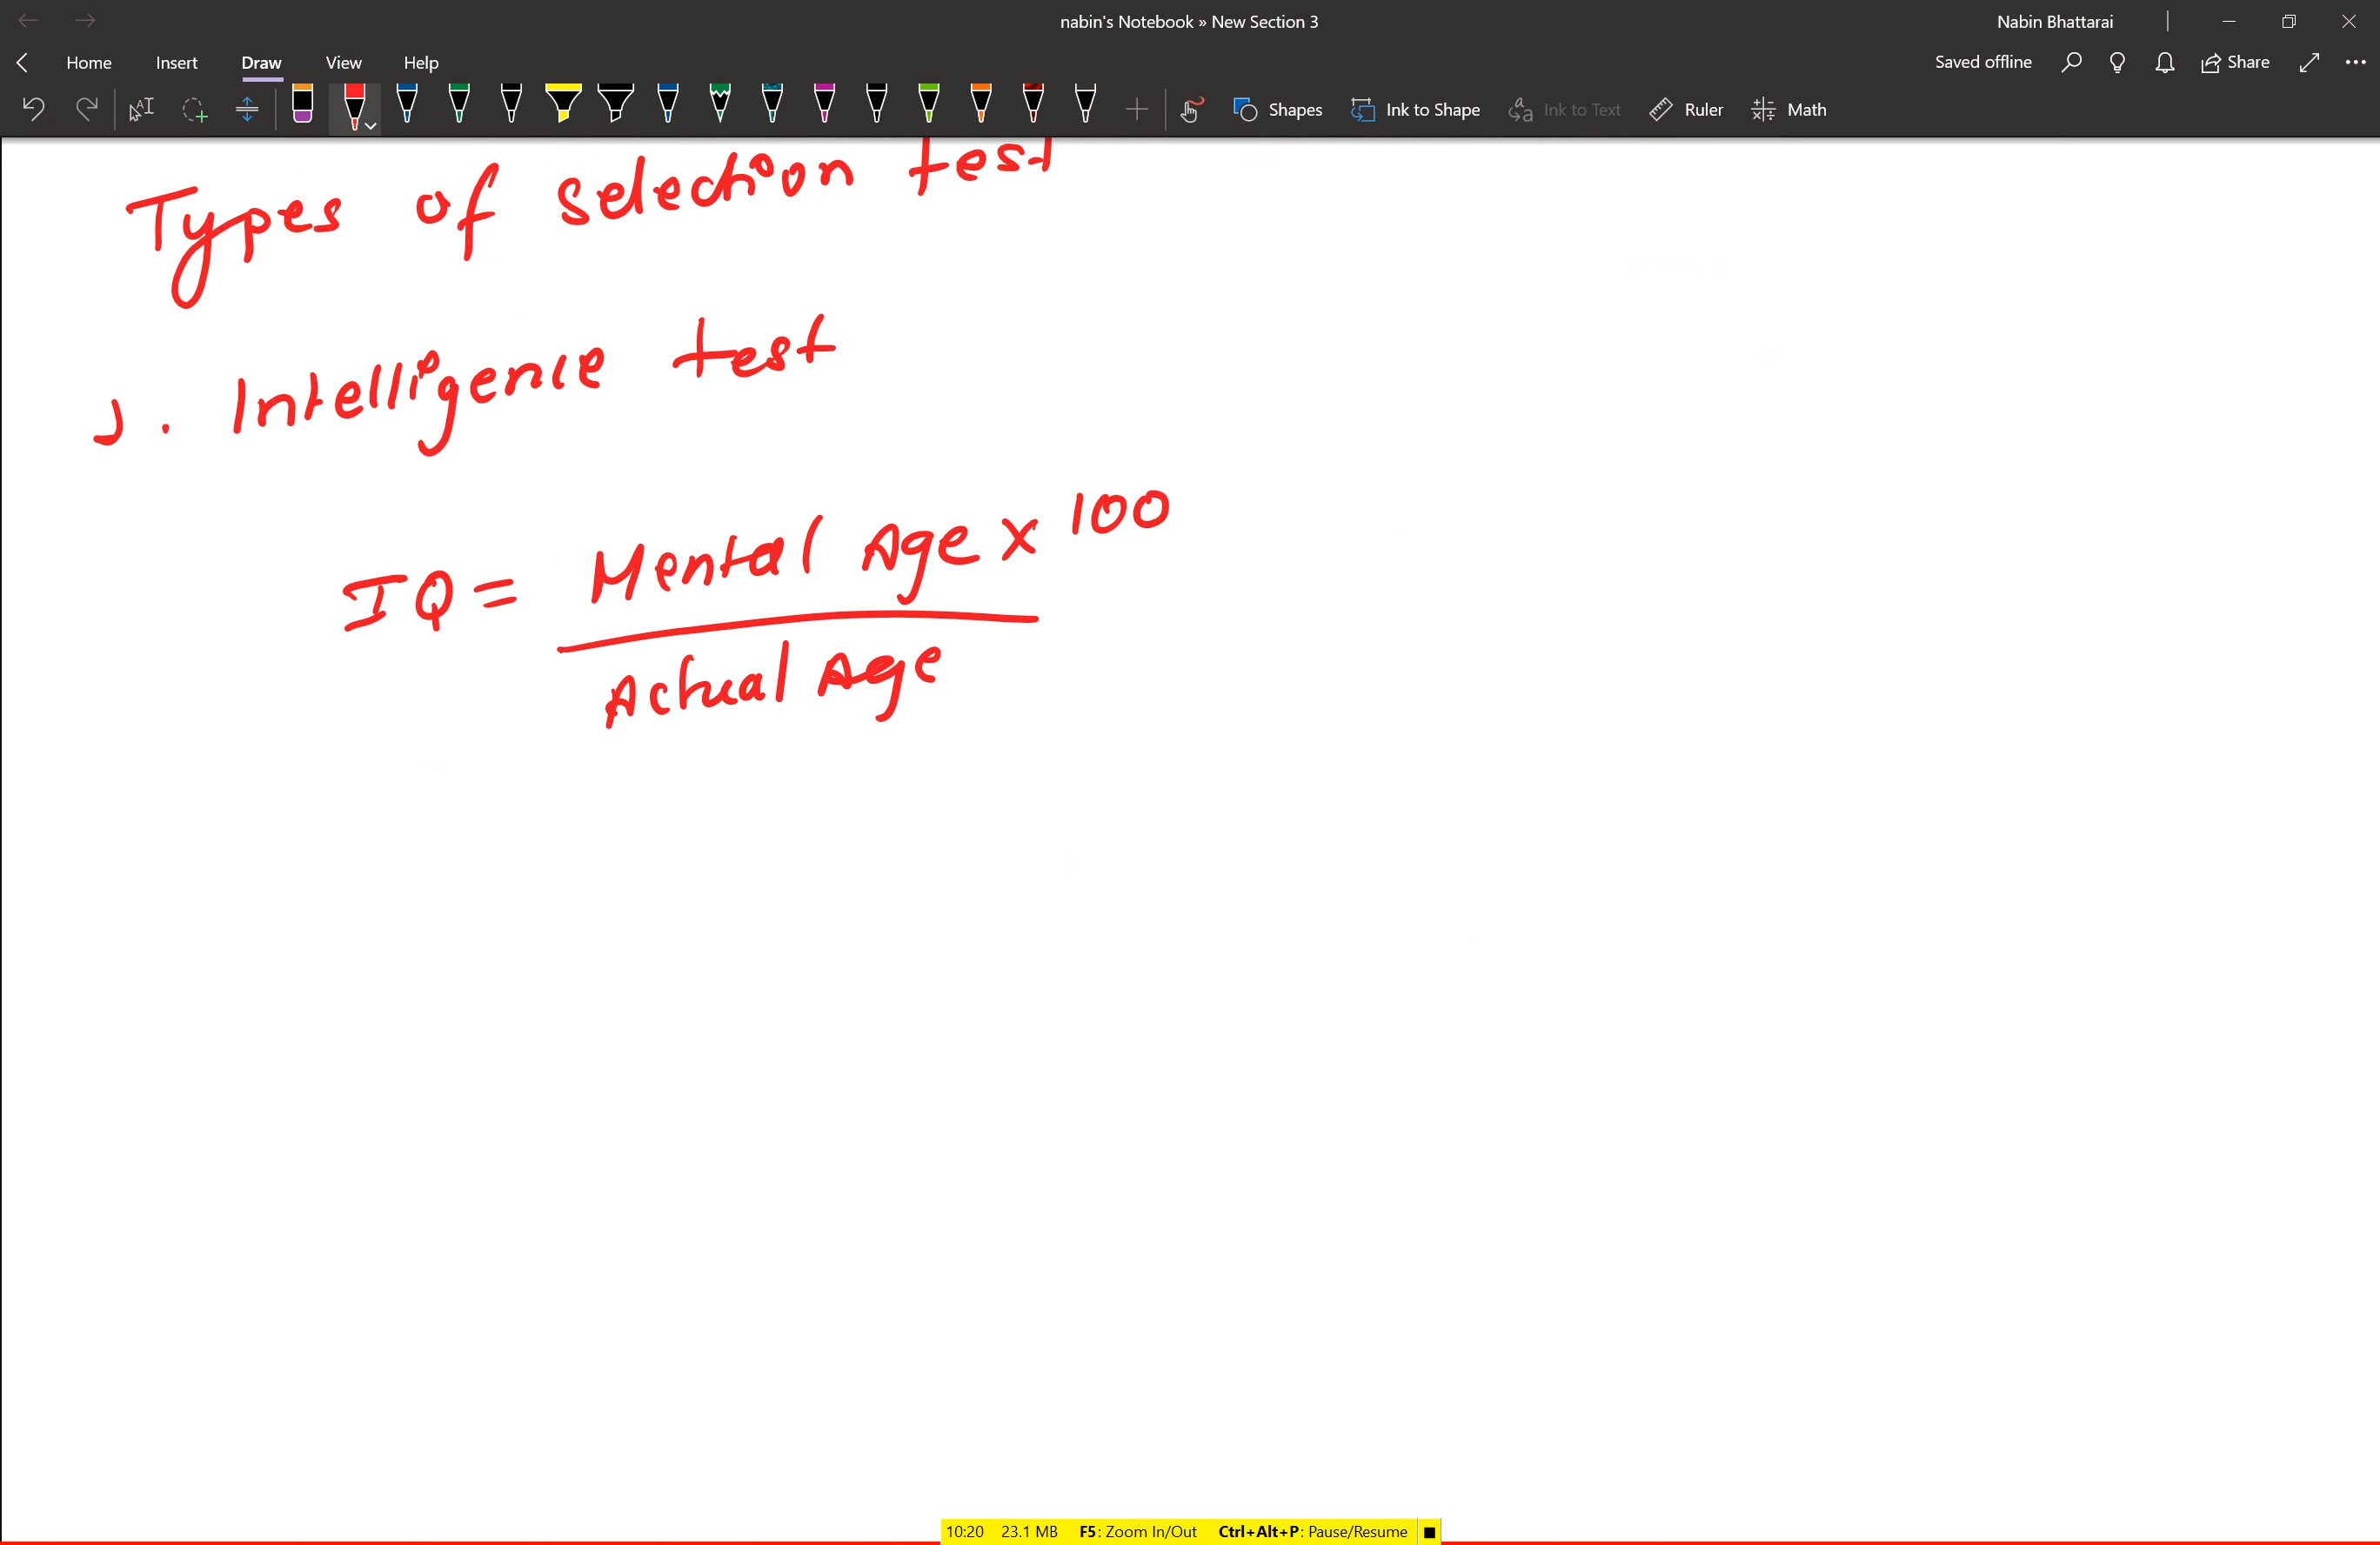 nabin's Notebook » New Section 3
Nabin Bhattarai
Home Insert Draw View Help
Saved offline Share
Shapes Ink to Shape Ink to Text Ruler Math
Types of selection test
1. Intelligence test
IQ = Mental Age x 100
Actual Age
10:20 23.1 MB F5: Zoom In/Out Ctrl+Alt+P: Pause/Resume